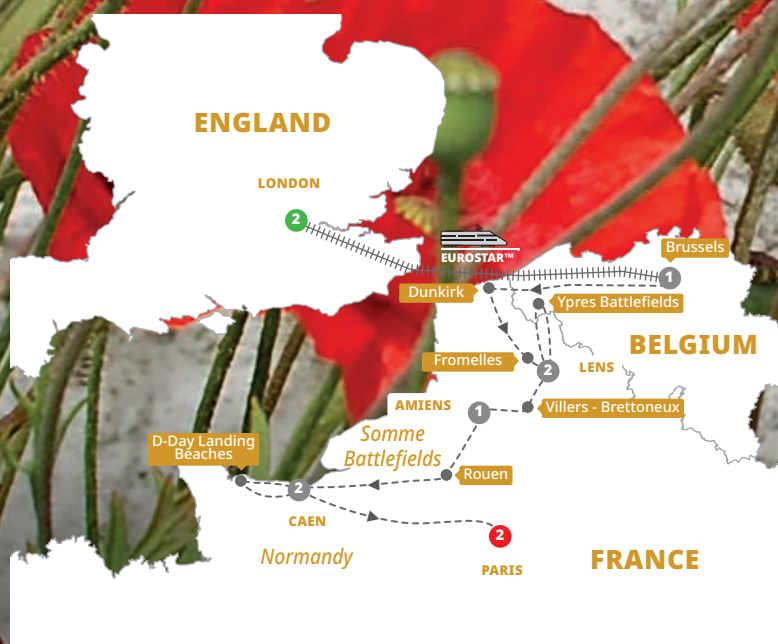 ENGLAND
LONDON
2
EUROSTAR™
Brussels
1
Dunkirk
Ypres Battlefields
BELGIUM
Fromelles
2
LENS
AMIENS
1
Villers - Brettoneux
Somme
Battlefields
D-Day Landing
Beaches
Rouen
2
CAEN
2
Normandy
PARIS
FRANCE